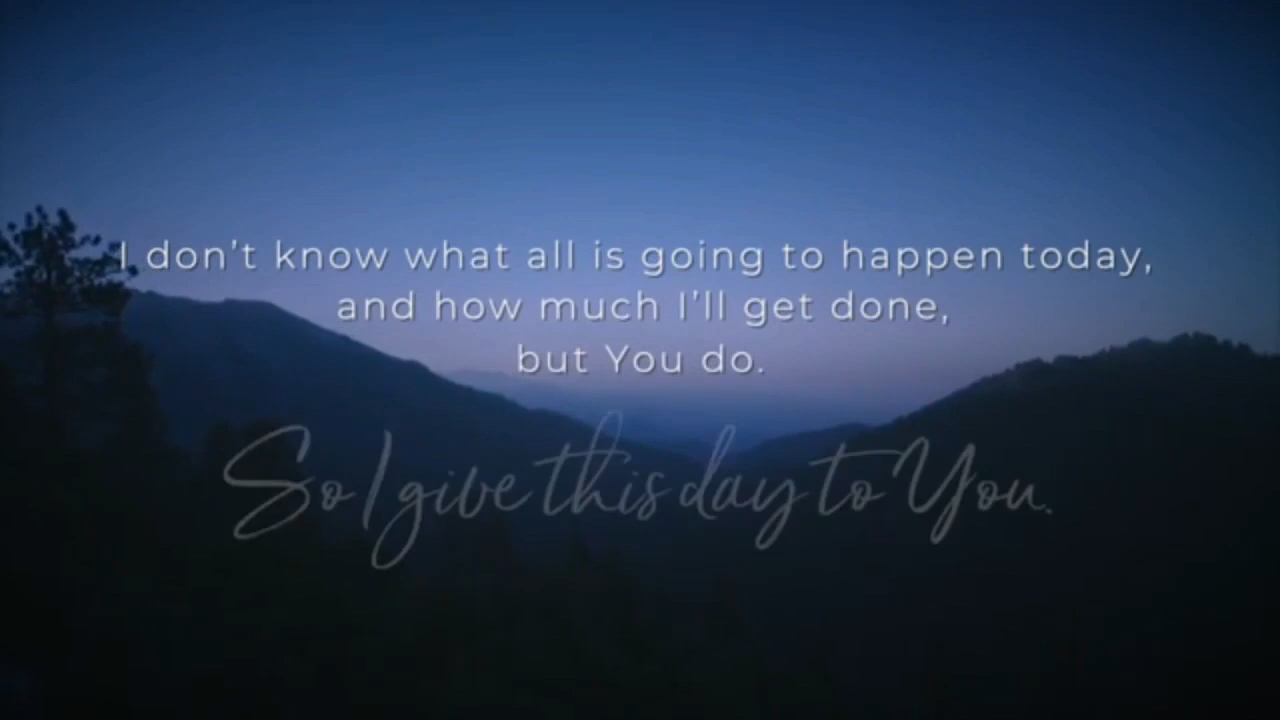 I don’t know what all is going to happen today,
and how much I’ll get done,
but You do.
So I give this day to You.